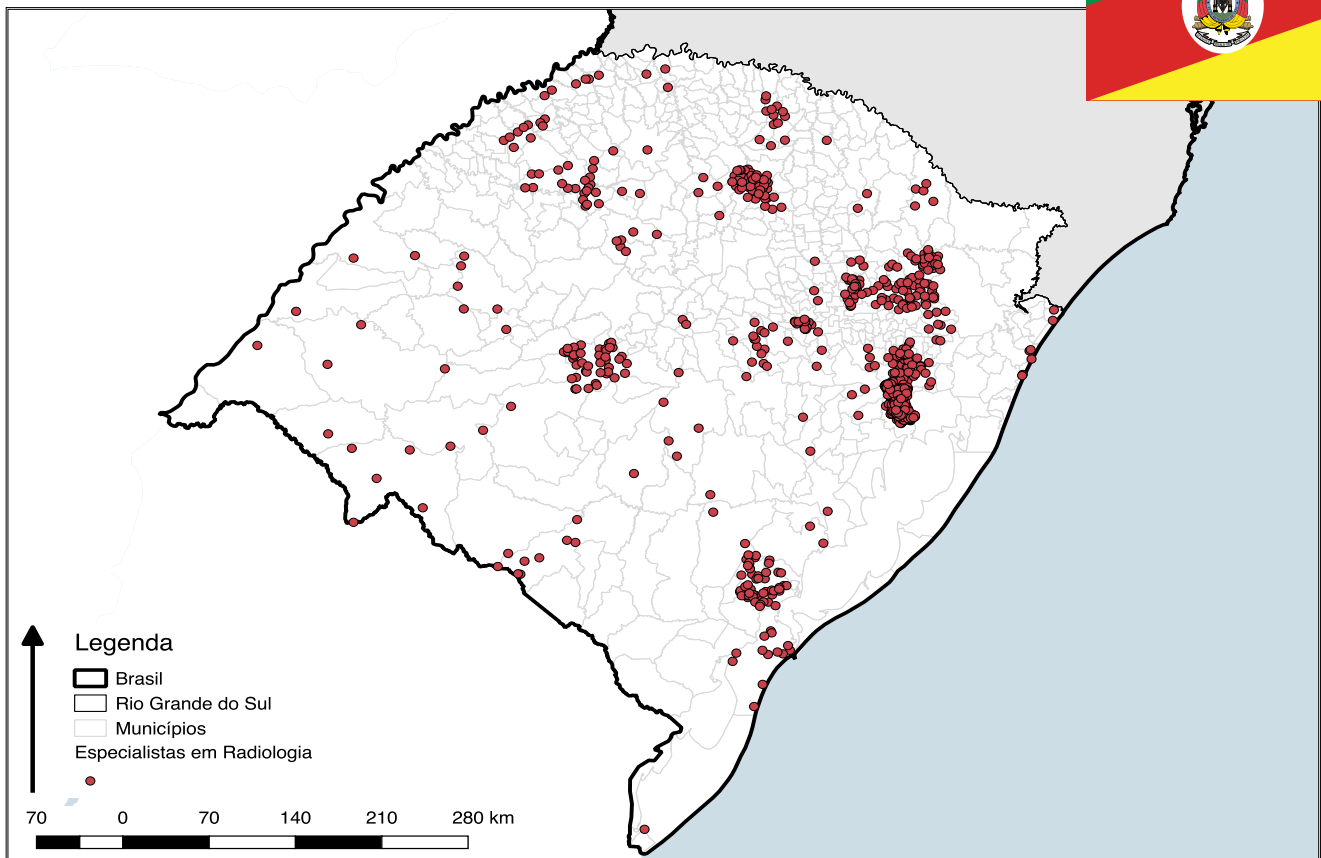 Legenda
Brasil
Rio Grande do Sul
Municípios
Especialistas em Radiologia
70 0 70 140 210 280 km